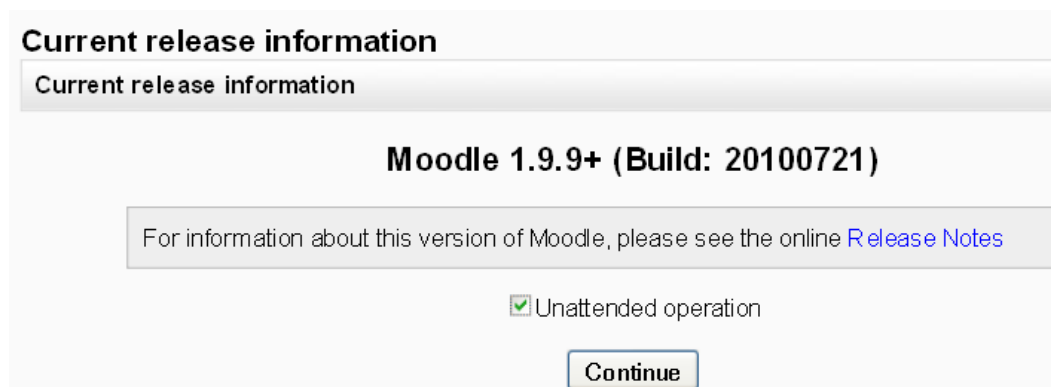 Current release information
Current release information
Moodle 1.9.9+ (Build: 20100721)
For information about this version of Moodle, please see the online Release Notes
Unattended operation
Continue